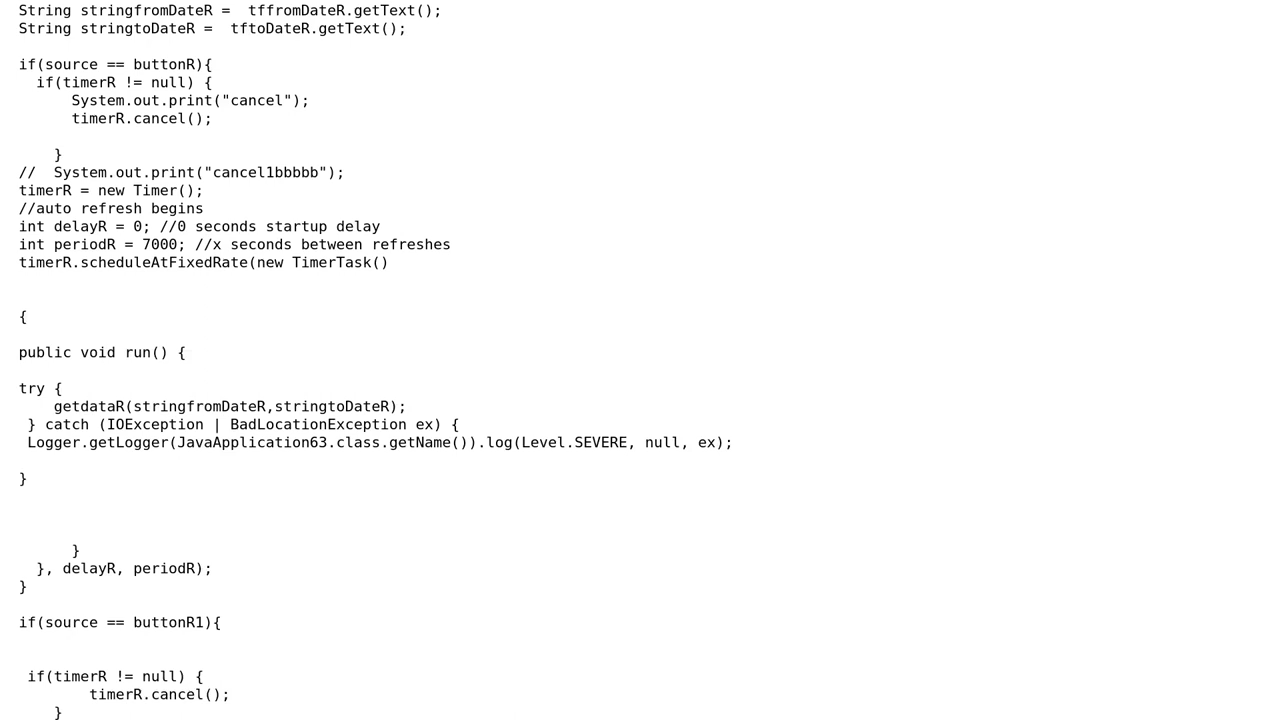 String stringfromDateR =  tffromDateR.getText();
String stringtoDateR =  tftoDateR.getText();
if(source == buttonR){
if(timerR != null) {
System.out.print("cancel");
timerR.cancel();
}
//  System.out.print("cancel1bbbbb");
timerR = new Timer();
//auto refresh begins
int delayR = 0; //0 seconds startup delay
int periodR = 7000; //x seconds between refreshes
timerR.scheduleAtFixedRate(new TimerTask()
{
public void run() {
try {
getdataR(stringfromDateR,stringtoDateR);
} catch (IOException | BadLocationException ex) {
Logger.getLogger(JavaApplication63.class.getName()).log(Level.SEVERE, null, ex);
}
}
}, delayR, periodR);
}
if(source == buttonR1){
if(timerR != null) {
timerR.cancel();
}